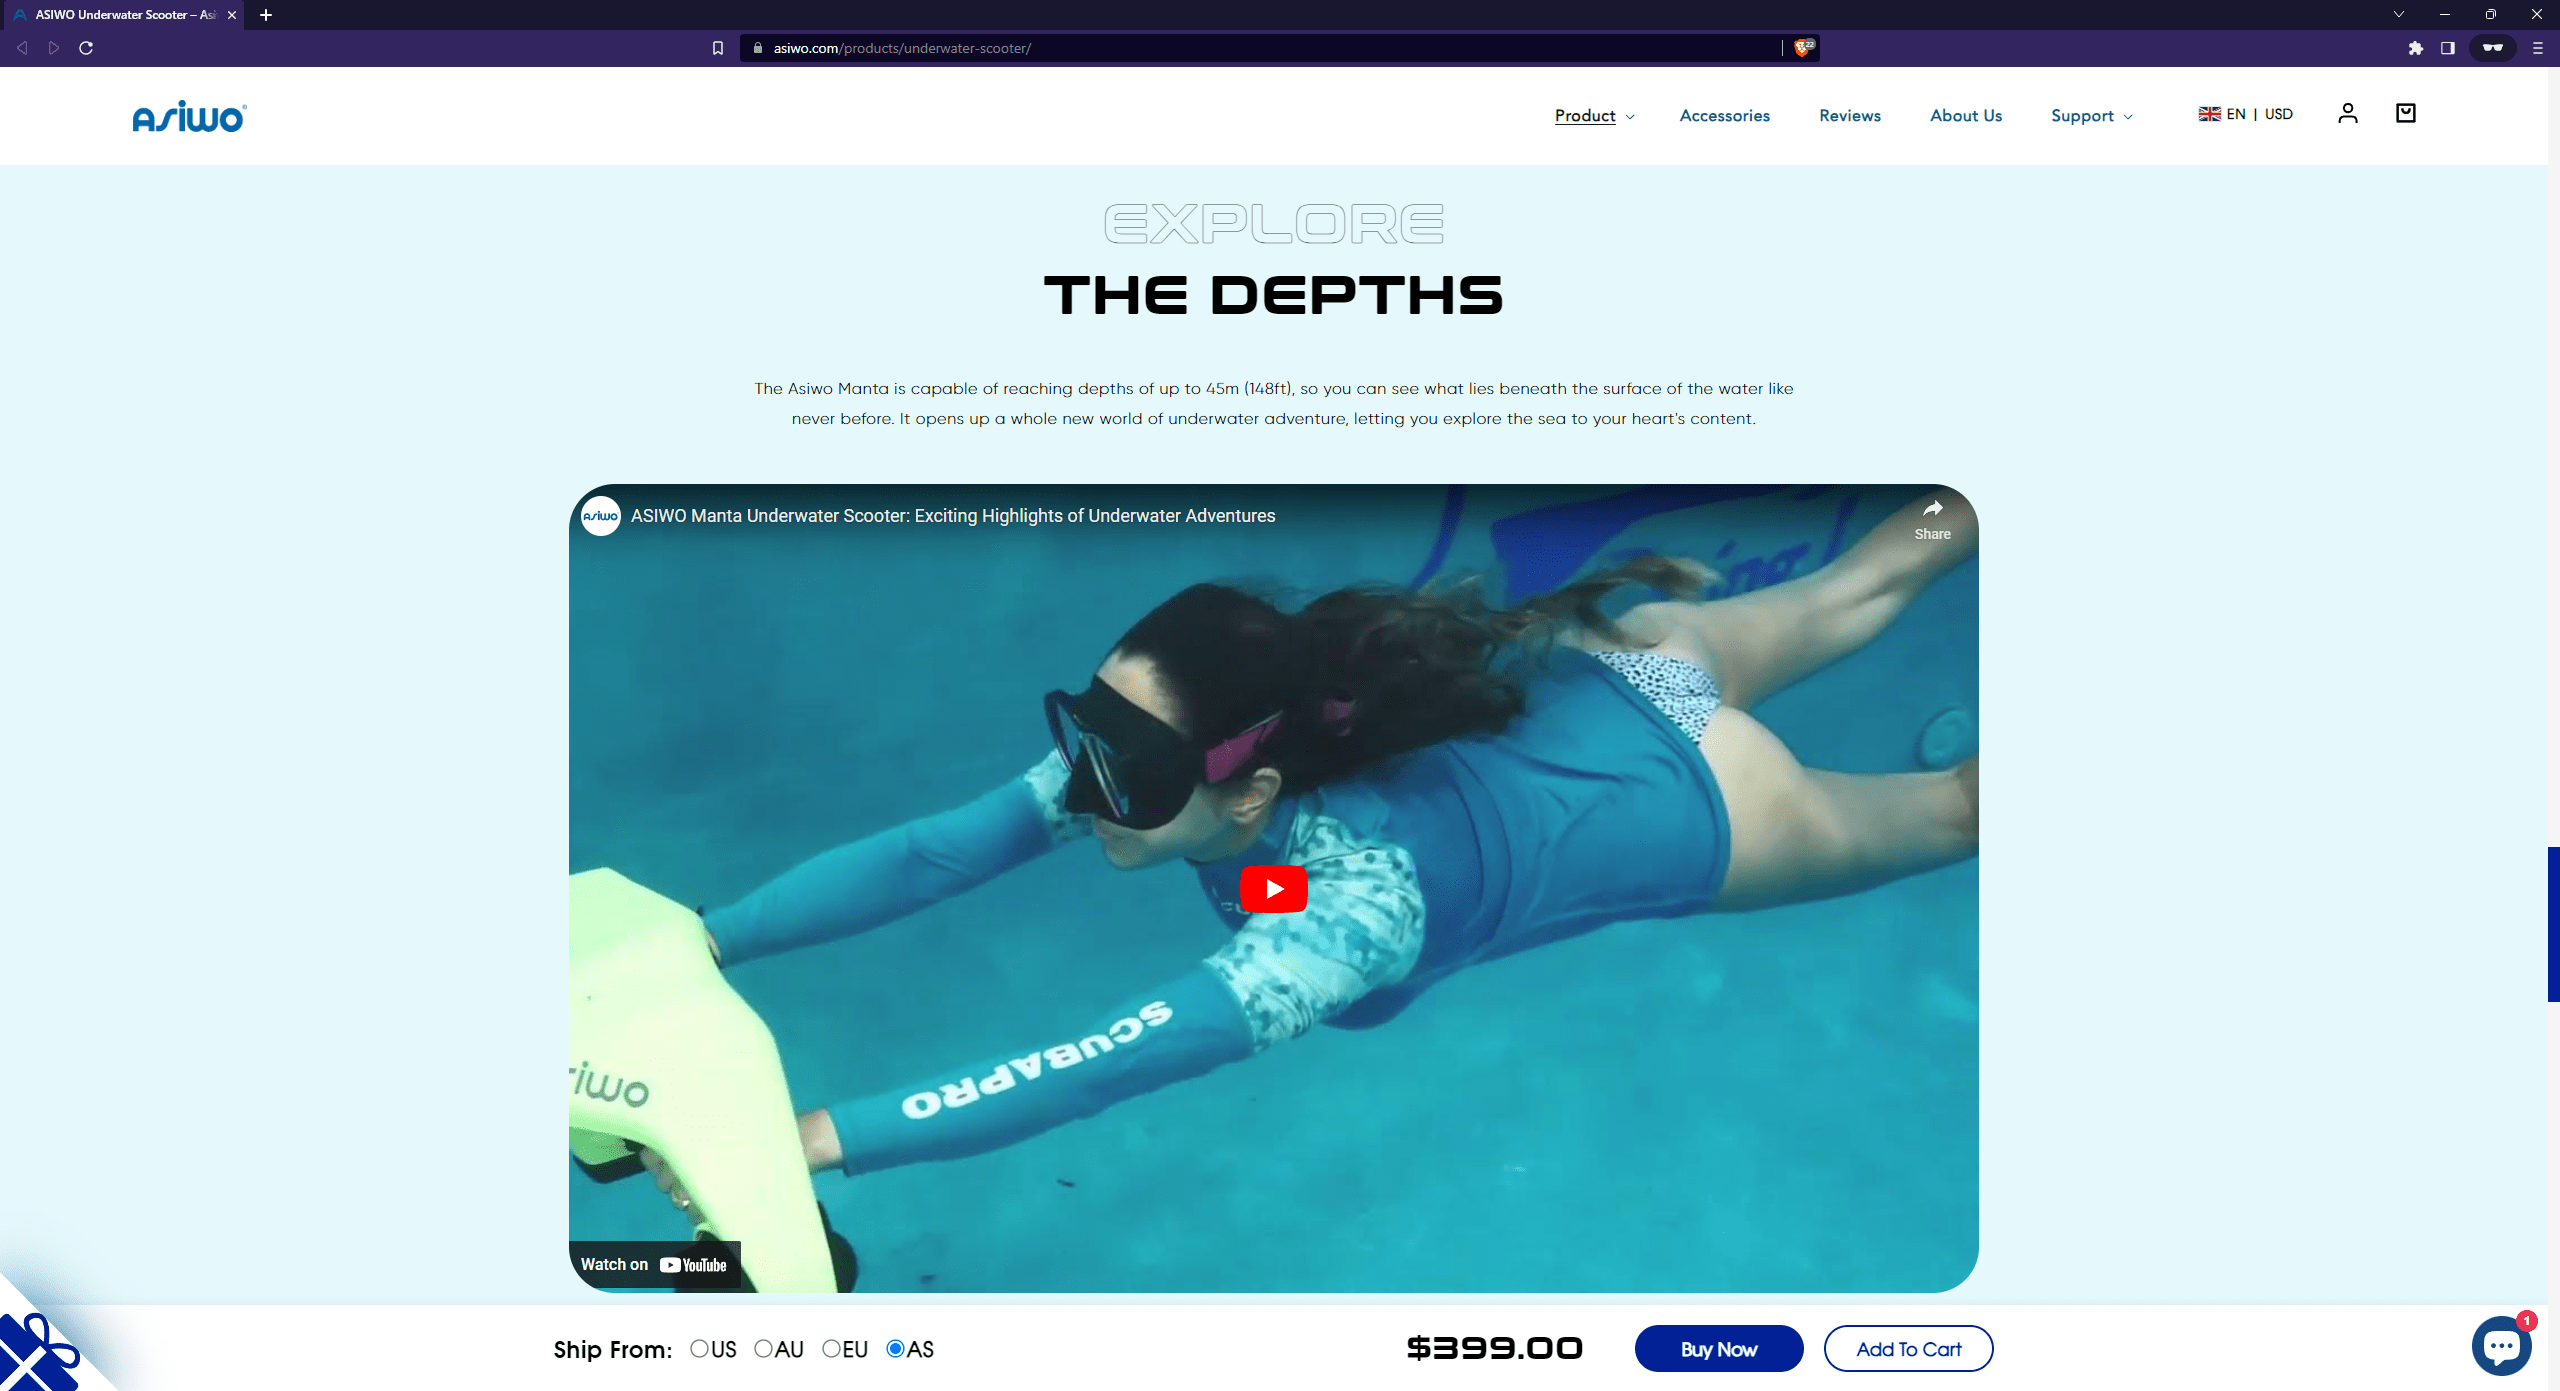 ASIWO Underwater Scooter – Asi
asiwo.com/products/underwater-scooter/
22
Asiwo
Product
Accessories
Reviews
About Us
Support
EN | USD
EXPLORE
THE DEPTHS
The Asiwo Manta is capable of reaching depths of up to 45m (148ft), so you can see what lies beneath the surface of the water like
never before. It opens up a whole new world of underwater adventure, letting you explore the sea to your heart's content.
Asiwo
ASIWO Manta Underwater Scooter: Exciting Highlights of Underwater Adventures
Share
SCUBAPRO
siwo
Watch on YouTube
Ship From: US AU EU AS
$399.00
Buy Now
Add To Cart
1